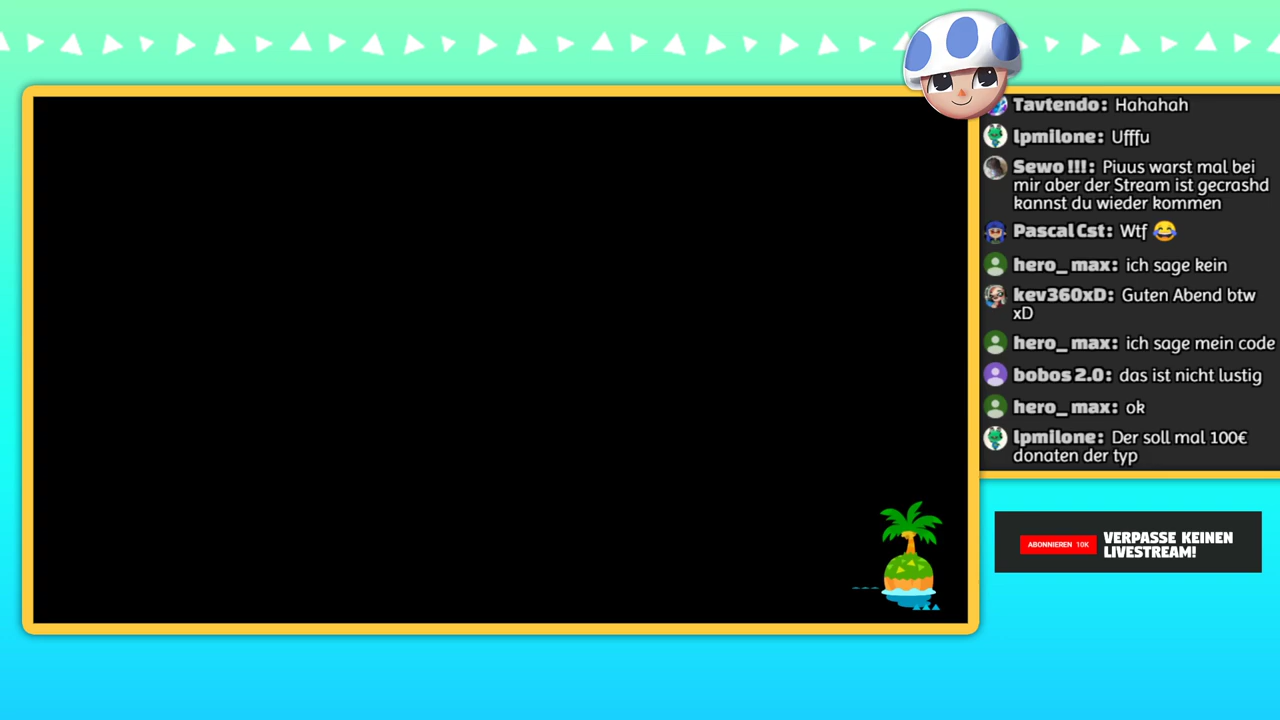 Tavtendo: Hahahah
lpmilone: Ufffu
Sewo !!!: Piuus warst mal bei
mir aber der Stream ist gecrashd
kannst du wieder kommen
Pascal Cst: Wtf 😂
hero_max: ich sage kein
kev360xD: Guten Abend btw
xD
hero_max: ich sage mein code
bobos 2.0: das ist nicht lustig
hero_max: ok
lpmilone: Der soll mal 100€
donaten der typ
ABONNIEREN 10K
VERPASSE KEINEN
LIVESTREAM!